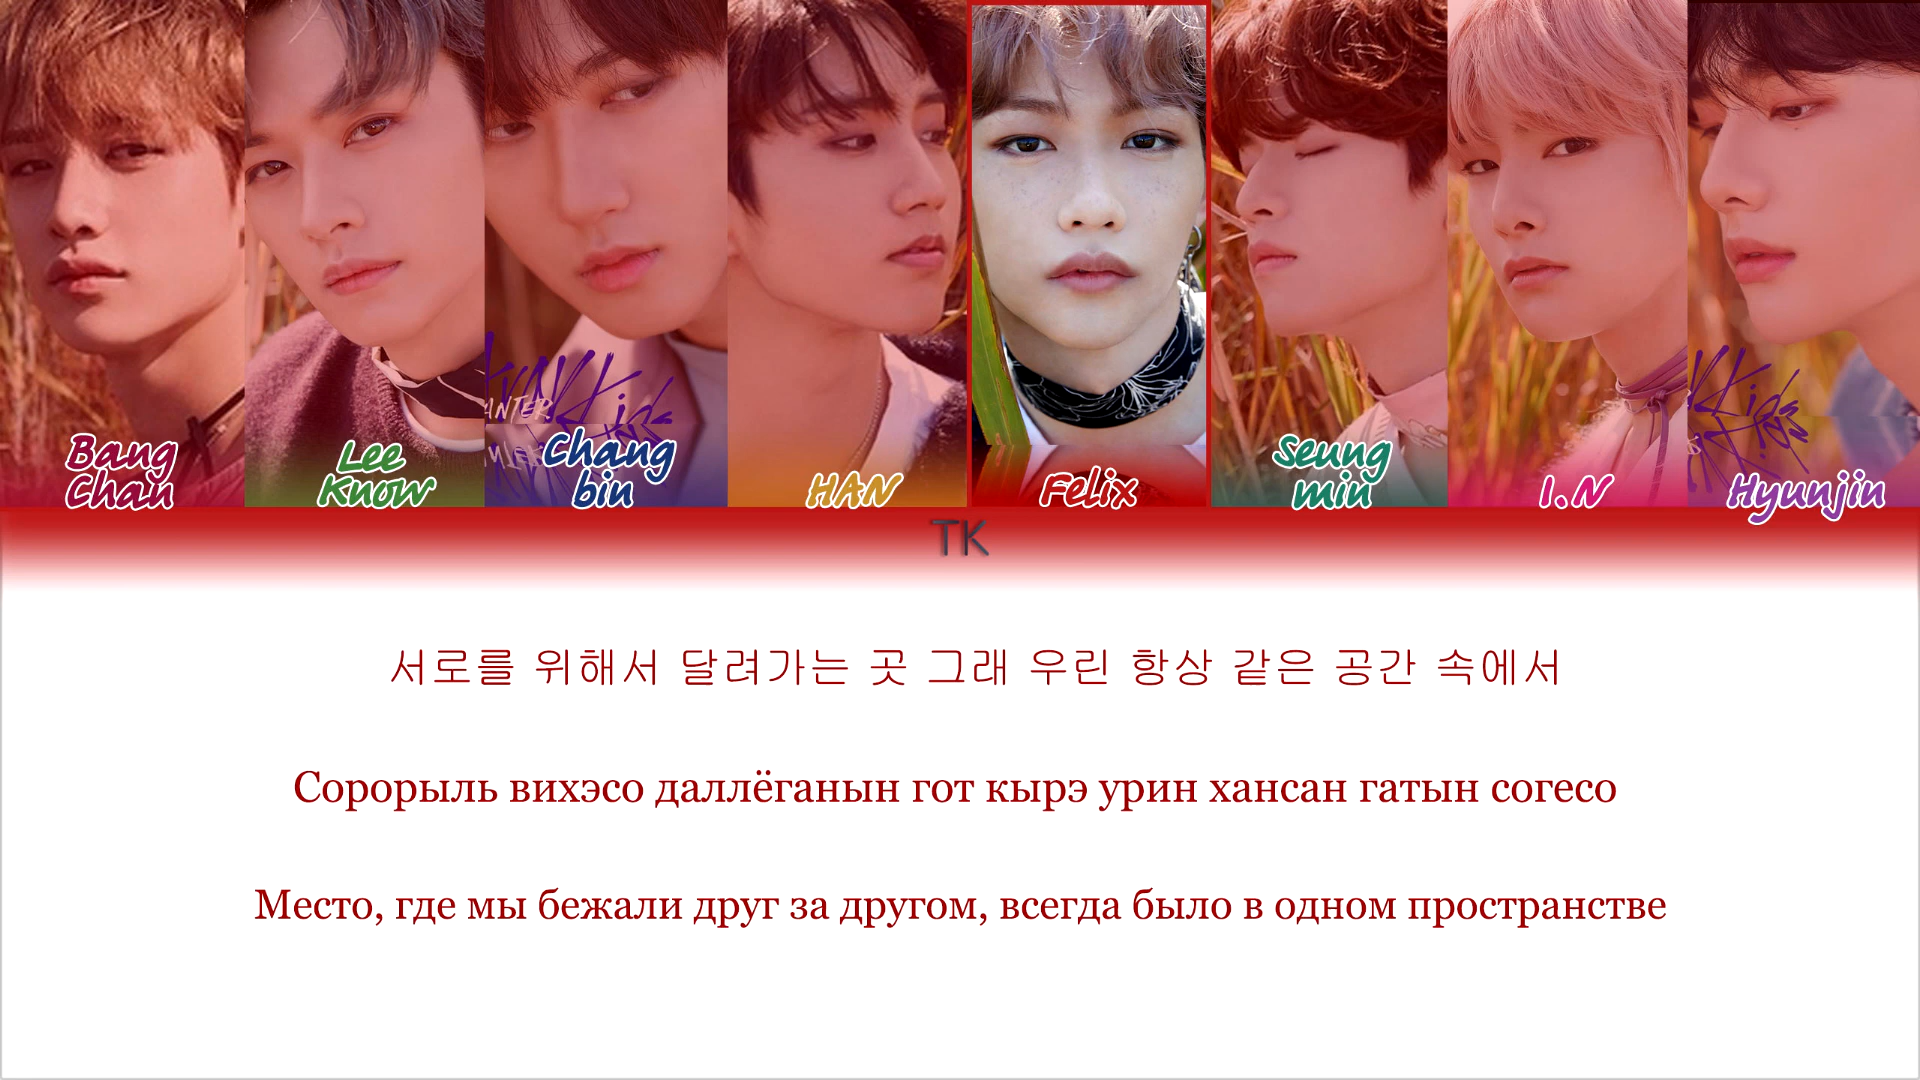 Bang
Chan
Lee
Know
Chang
bin
HAN
Felix
Seung
min
I.N
Hyunjin
TK
서로를 위해서 달려가는 곳 그래 우린 항상 같은 공간 속에서
Сорорыль вихэсо даллёганын гот кырэ урин хансан гатын согесо
Место, где мы бежали друг за другом, всегда было в одном пространстве